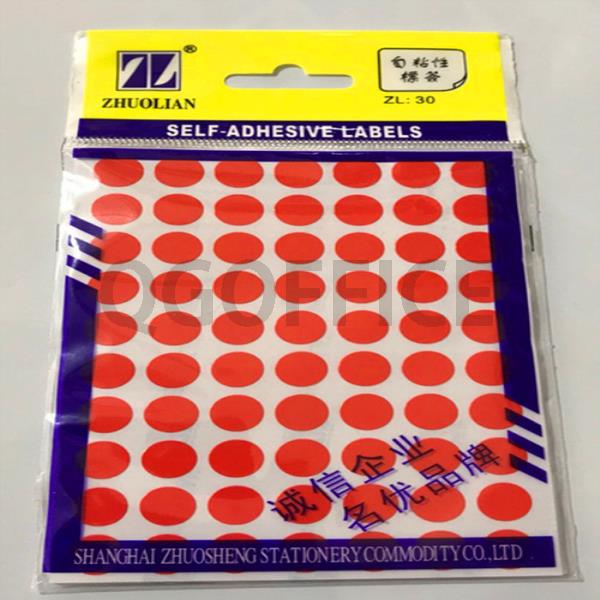 ZL ®
ZHUOLIAN
自粘性
標簽
ZL: 30
SELF-ADHESIVE LABELS
QGOFFICE
诚信企业
名优品牌
SHANGHAI ZHUOSHENG STATIONERY COMMODITY CO., LTD